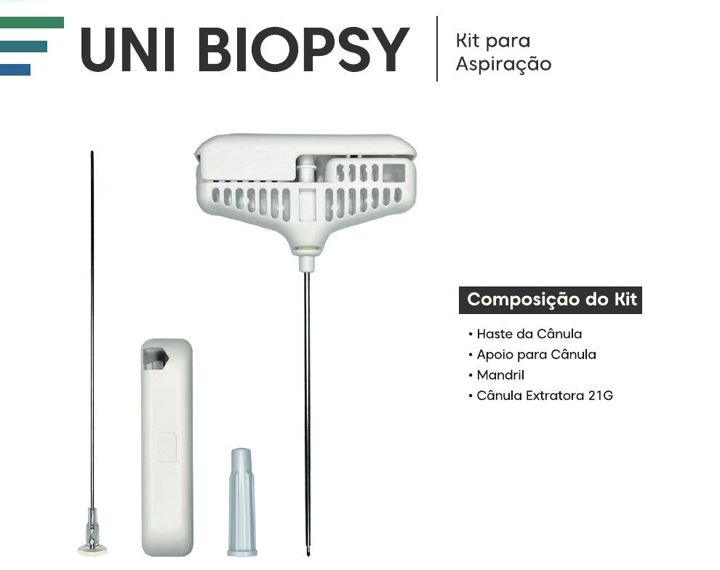 UNI BIOPSY
Kit para
Aspiração
Composição do Kit
• Haste da Cânula
• Apoio para Cânula
• Mandril
• Cânula Extratora 21G